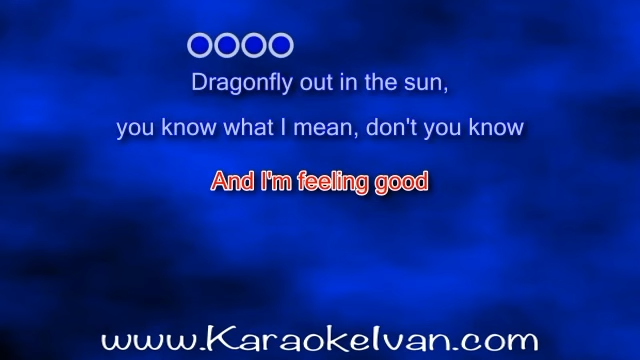 Dragonfly out in the sun,
you know what I mean, don't you know
And I'm feeling good
www.KaraokeIvan.com